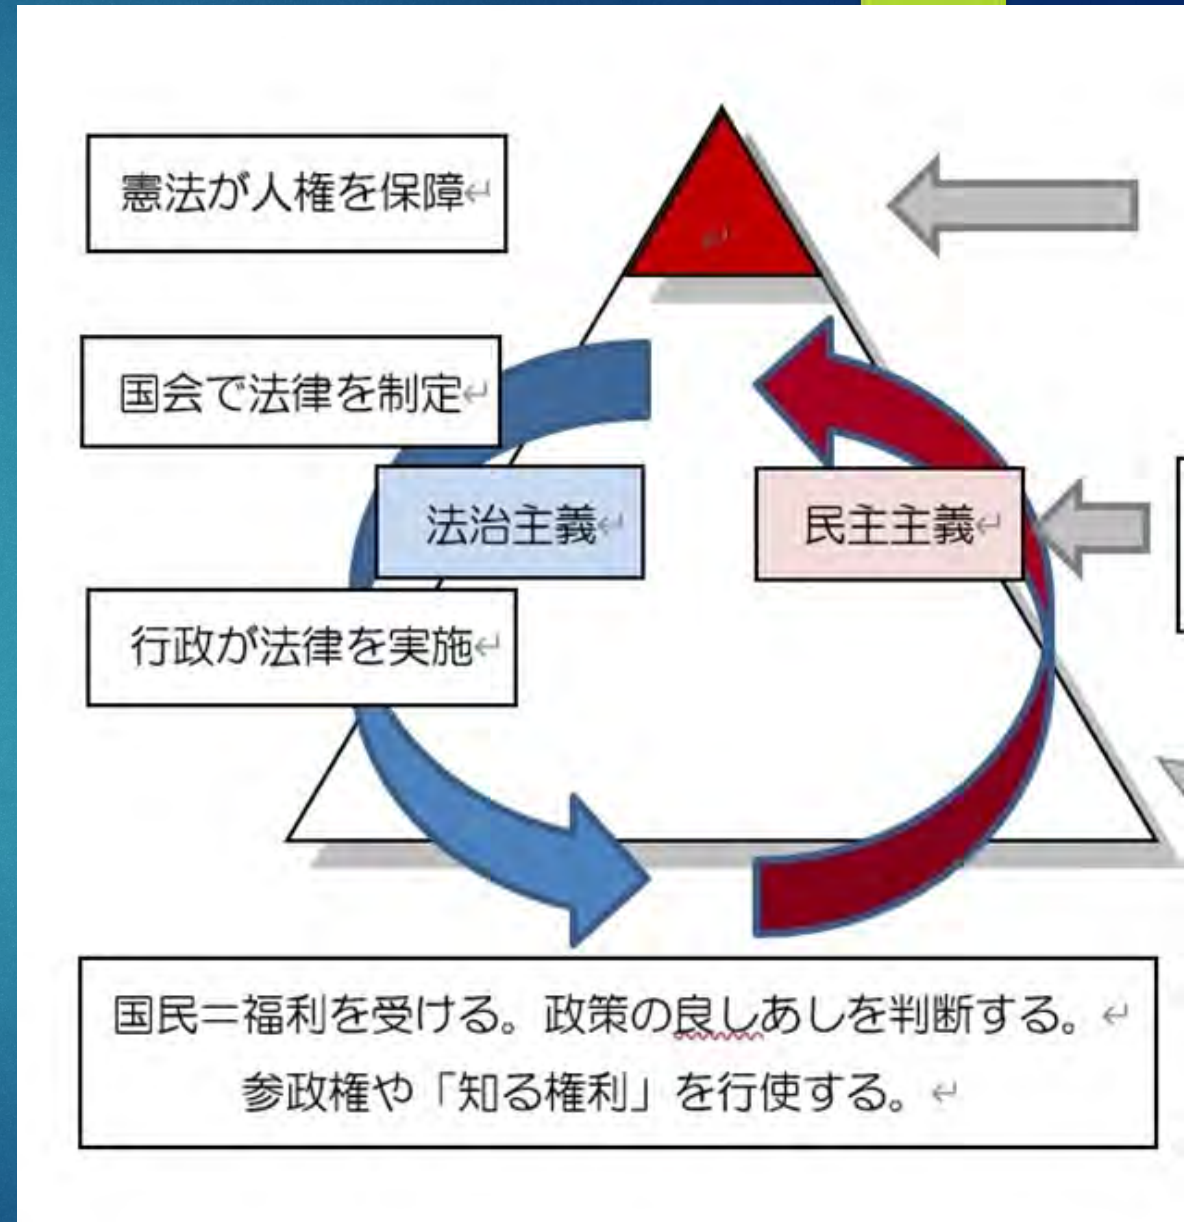 憲法が人権を保障
国会で法律を制定
法治主義
民主主義
行政が法律を実施
国民＝福利を受ける。政策の良しあしを判断する。
参政権や「知る権利」を行使する。